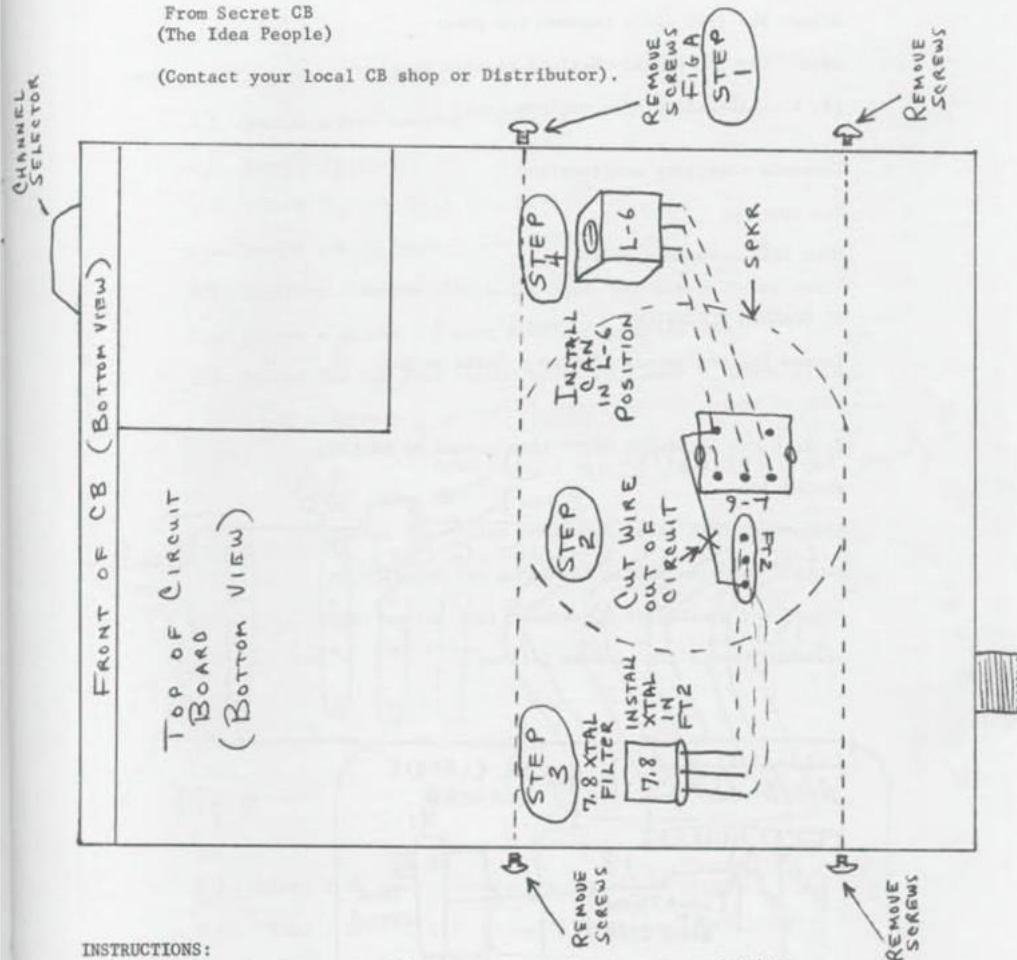 From Secret CB
(The Idea People)
(Contact your local CB shop or Distributor).
CHANNEL
SELECTOR
REMOVE
SCREWS
FIG A
STEP
1
REMOVE
SCREWS
FRONT OF CB (BOTTOM VIEW)
TOP OF CIRCUIT
BOARD
(BOTTOM VIEW)
STEP
4
L-6
INSTALL
CAN
IN L-6
POSITION
SPKR
STEP
2
CUT WIRE
OUT OF
CIRCUIT
L-6
FT2
STEP
3
7.8 XTAL
FILTER
7.8
INSTALL
XTAL
IN
FT2
REMOVE
SCREWS
REMOVE
SCREWS
INSTRUCTIONS: